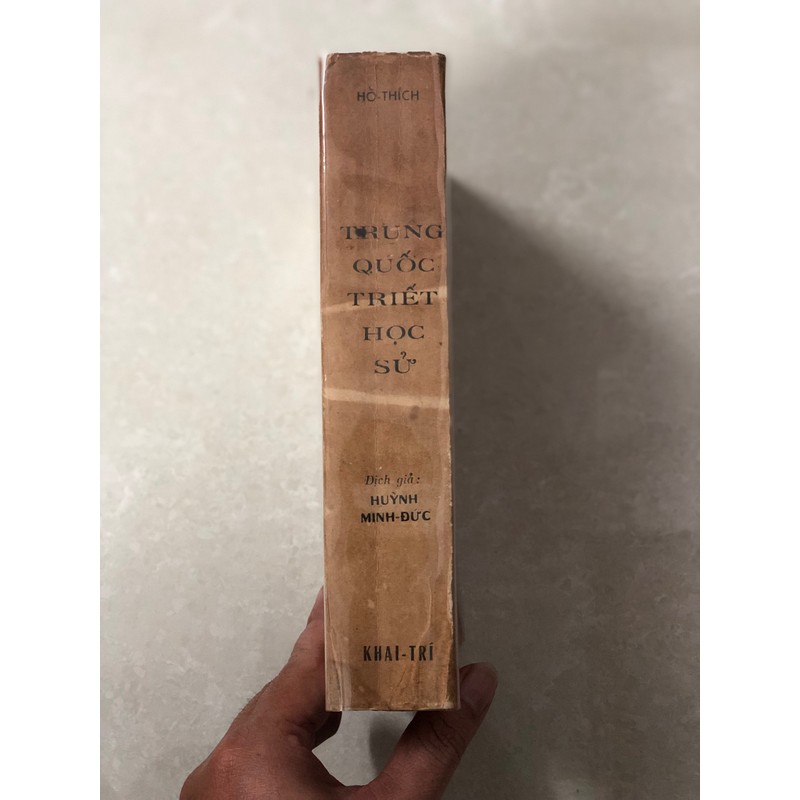 HỒ-THÍCH
TRUNG
QUỐC
TRIẾT
HỌC
SỬ
Dịch giả:
HUỲNH
MINH-ĐỨC
KHAI-TRÍ